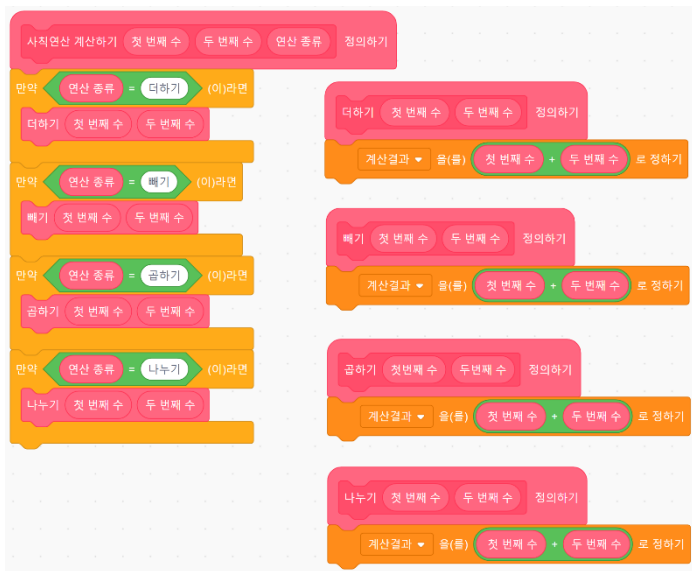 사칙연산 계산하기 첫 번째 수 두 번째 수 연산 종류 정의하기
만약 연산 종류 = 더하기 (이)라면
더하기 첫 번째 수 두 번째 수
만약 연산 종류 = 빼기 (이)라면
빼기 첫 번째 수 두 번째 수
만약 연산 종류 = 곱하기 (이)라면
곱하기 첫 번째 수 두 번째 수
만약 연산 종류 = 나누기 (이)라면
나누기 첫 번째 수 두 번째 수
더하기 첫 번째 수 두 번째 수 정의하기
계산결과 을(를) 첫 번째 수 + 두 번째 수 로 정하기
빼기 첫 번째 수 두 번째 수 정의하기
계산결과 을(를) 첫 번째 수 + 두 번째 수 로 정하기
곱하기 첫번째 수 두번째 수 정의하기
계산결과 을(를) 첫 번째 수 + 두 번째 수 로 정하기
나누기 첫 번째 수 두 번째 수 정의하기
계산결과 을(를) 첫 번째 수 + 두 번째 수 로 정하기